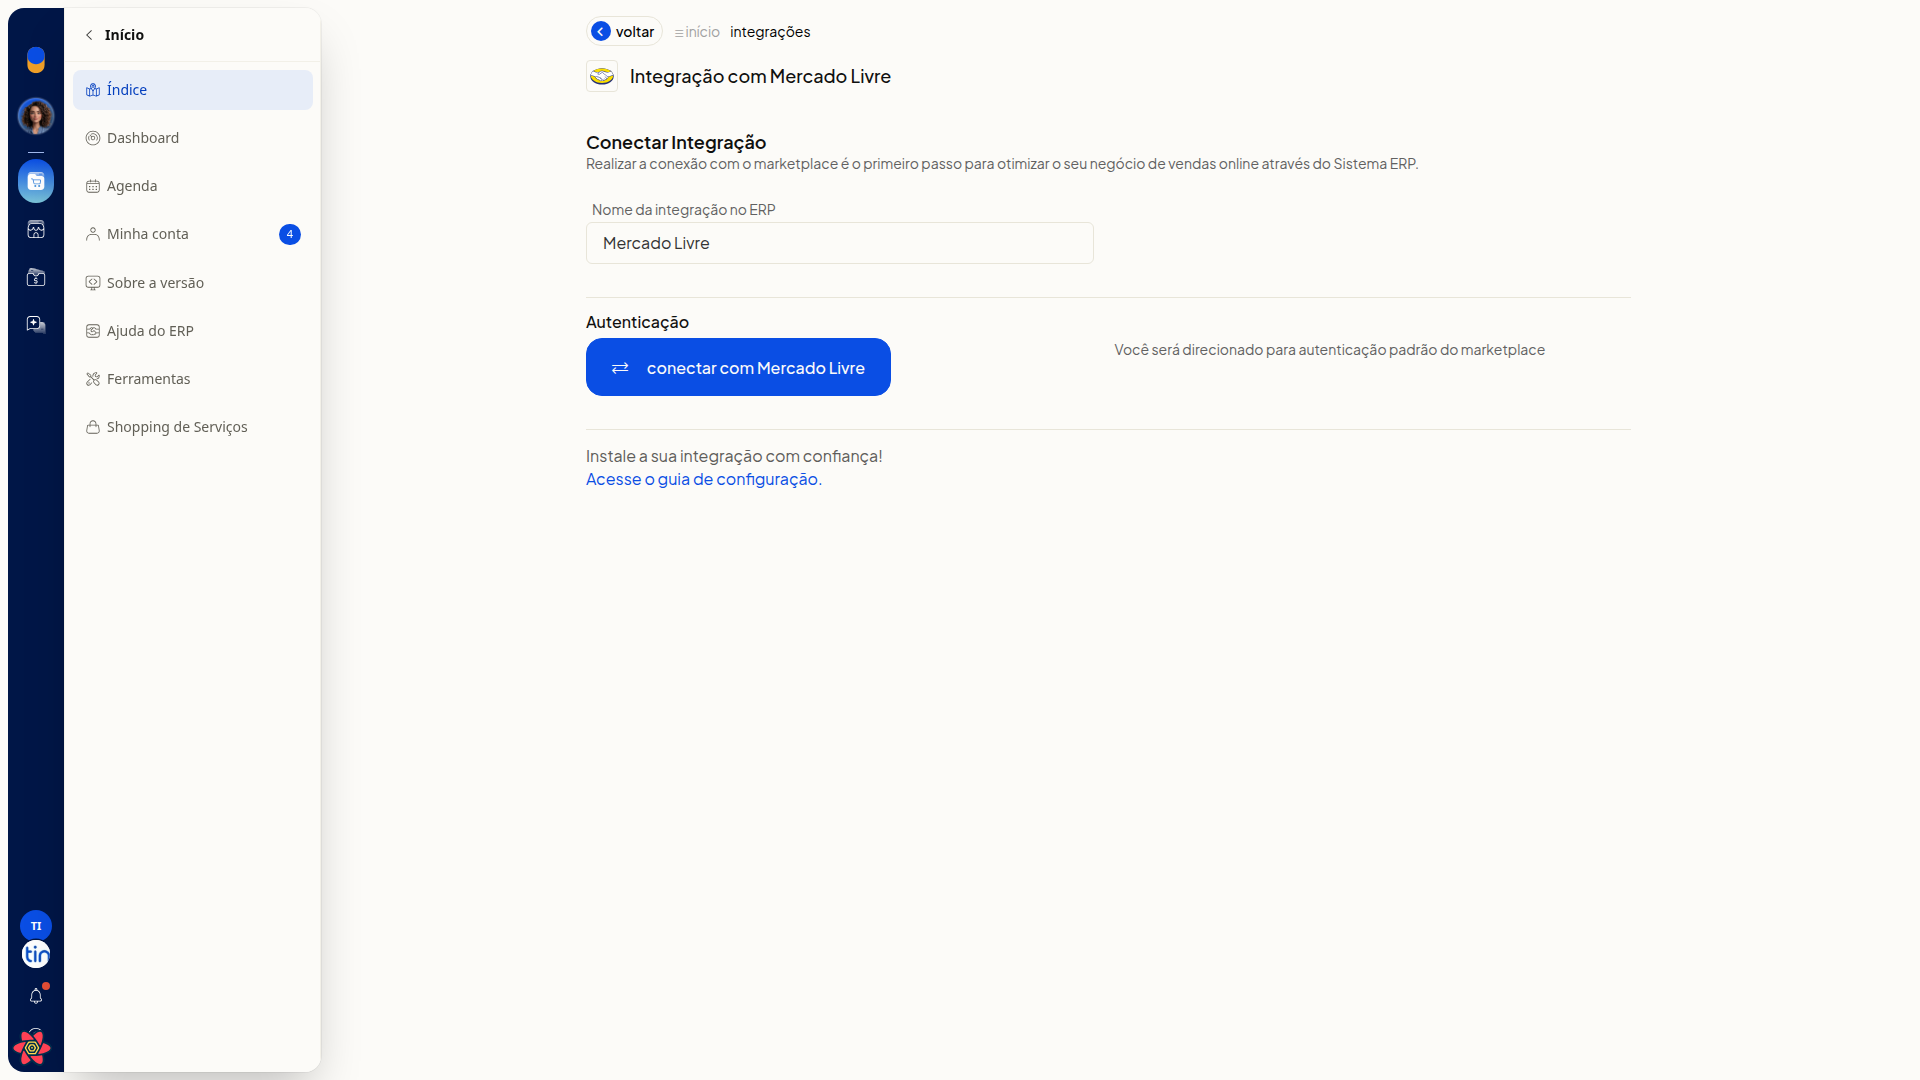 Início
Índice
Dashboard
Agenda
Minha conta
4
Sobre a versão
Ajuda do ERP
Ferramentas
Shopping de Serviços
TI
tin
voltar
início
integrações
Integração com Mercado Livre
Conectar Integração
Realizar a conexão com o marketplace é o primeiro passo para otimizar o seu negócio de vendas online através do Sistema ERP.
Nome da integração no ERP
Mercado Livre
Autenticação
conectar com Mercado Livre
Você será direcionado para autenticação padrão do marketplace
Instale a sua integração com confiança!
Acesse o guia de configuração.